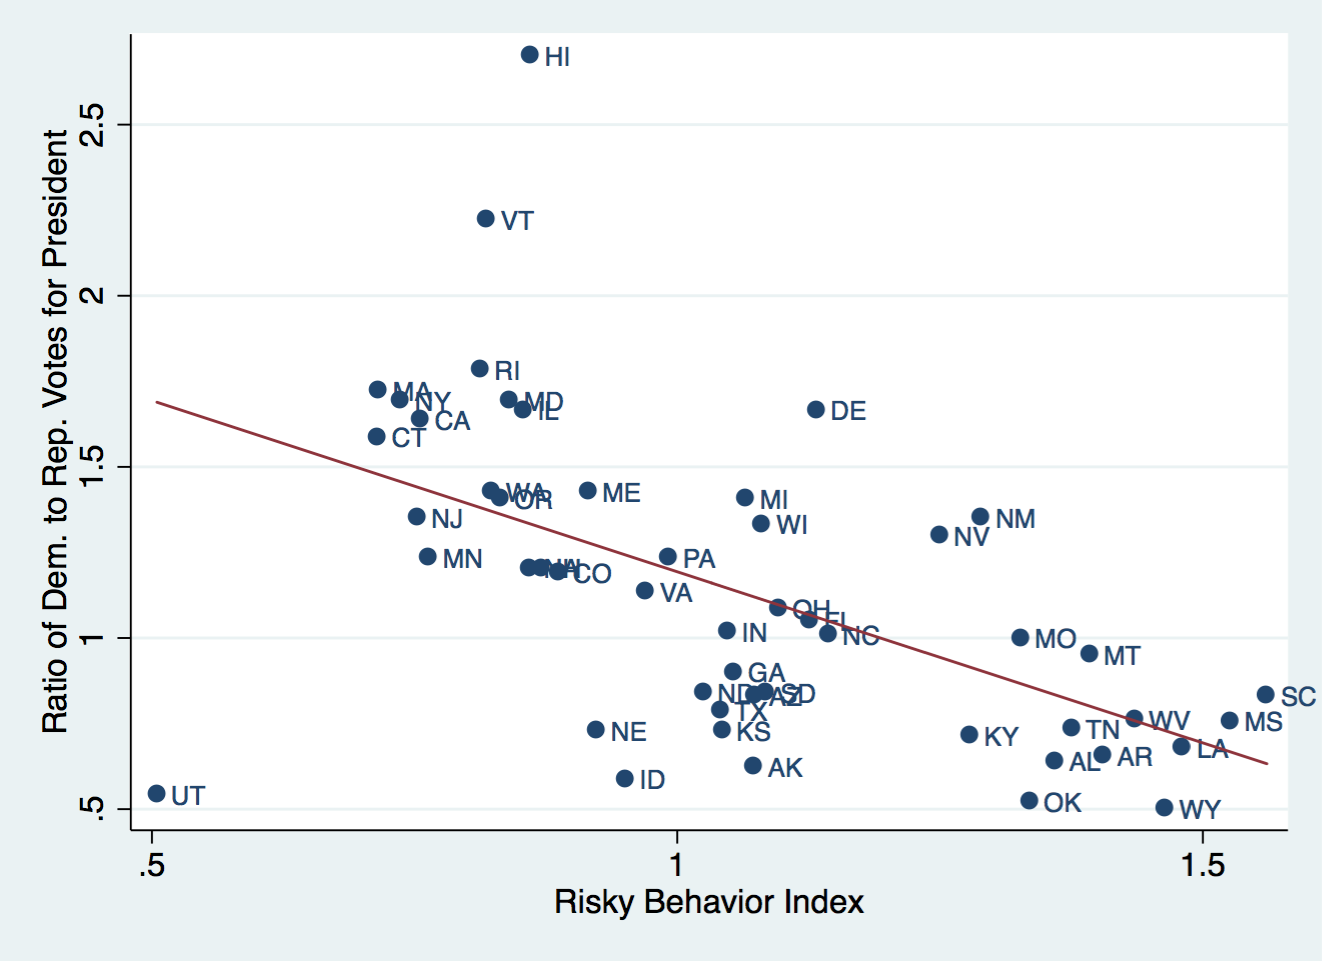 Ratio of Dem. to Rep. Votes for President
2.5
2
1.5
1
.5
HI
VT
RI
MA
NY
MD
IL
CA
CT
DE
WA
OR
ME
MI
NJ
WI
NM
NV
MN
PA
CO
VA
OH
FL
NC
IN
MO
MT
GA
ND
AZ
SD
SC
TX
WV
MS
NE
KS
KY
TN
LA
AR
AL
AK
ID
UT
OK
WY
.5
1
1.5
Risky Behavior Index